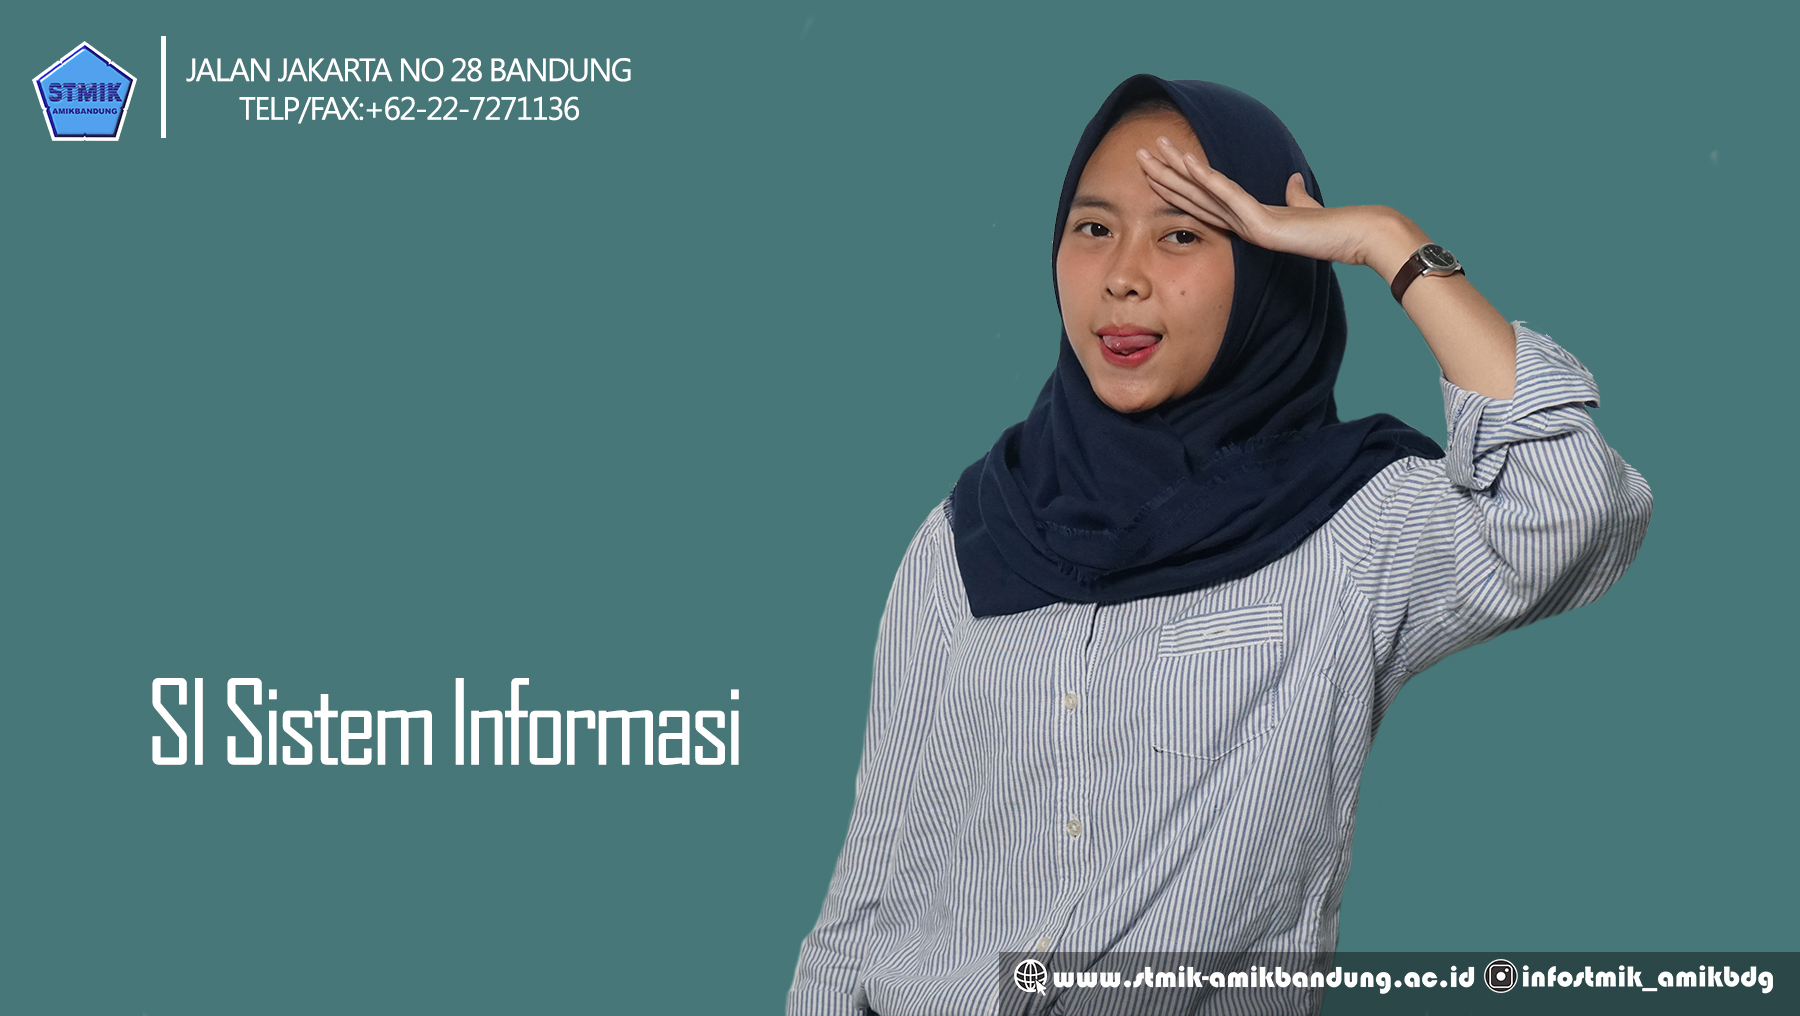 STMIK
AMIKBANDUNG
JALAN JAKARTA NO 28 BANDUNG
TELP/FAX:+62-22-7271136
SI Sistem Informasi
www.stmik-amikbandung.ac.id infostmik_amikbdg